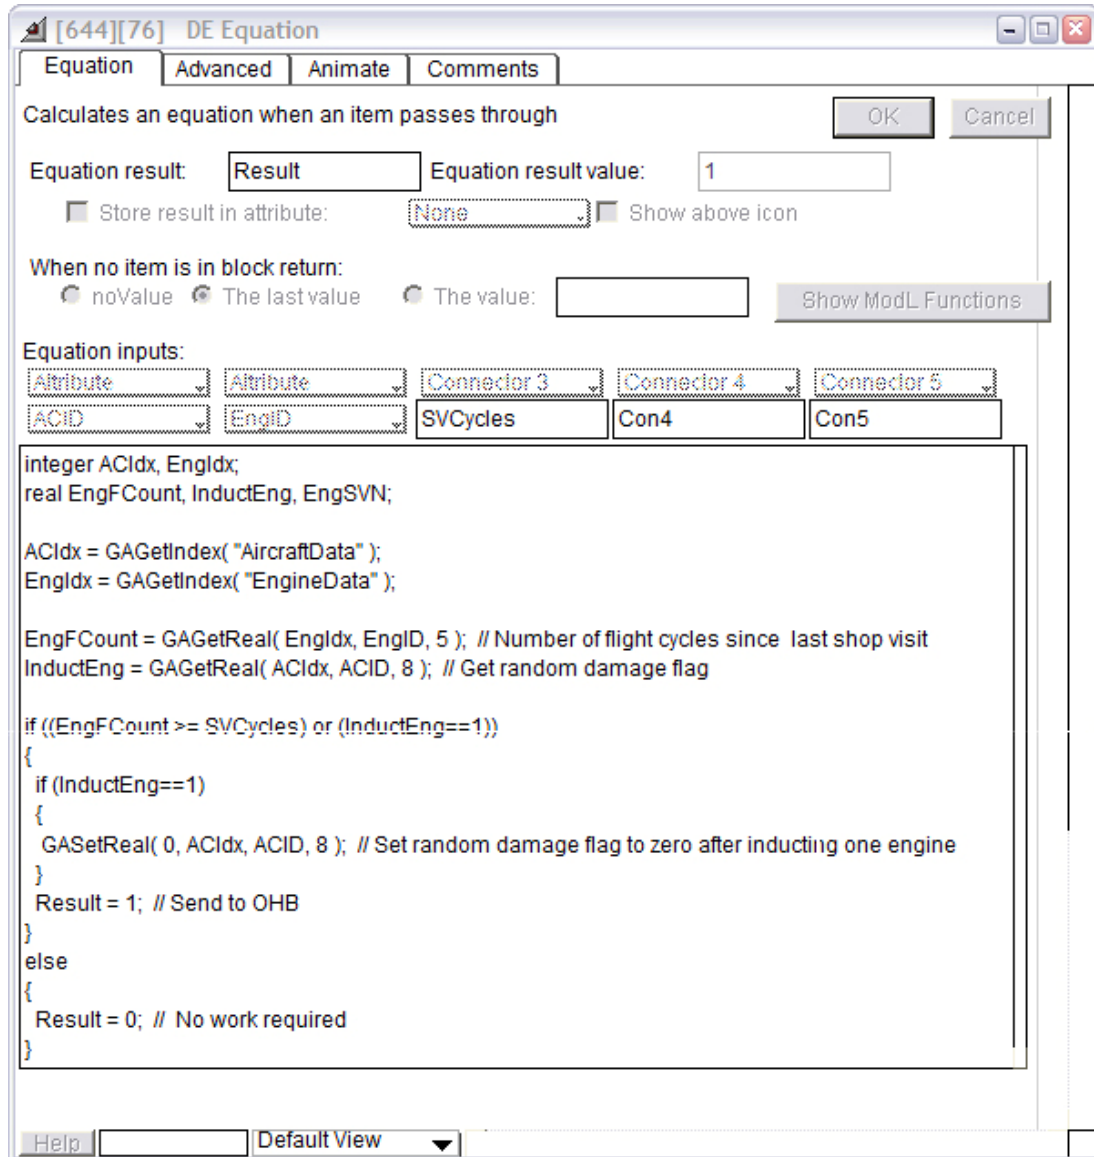 [644][76] DE Equation
Equation Advanced Animate Comments
Calculates an equation when an item passes through OK Cancel
Equation result: Result Equation result value: 1
Store result in attribute: None Show above icon
When no item is in block return:
noValue The last value The value: Show ModL Functions
Equation inputs:
Attribute Attribute Connector 3 Connector 4 Connector 5
ACID EngID SVCycles Con4 Con5
integer ACIdx, EngIdx;
real EngFCount, InductEng, EngSVN;
ACIdx = GAGetIndex( "AircraftData" );
EngIdx = GAGetIndex( "EngineData" );
EngFCount = GAGetReal( EngIdx, EngID, 5 ); // Number of flight cycles since last shop visit
InductEng = GAGetReal( ACIdx, ACID, 8 ); // Get random damage flag
if ((EngFCount >= SVCycles) or (InductEng==1))
{
if (InductEng==1)
{
GASetReal( 0, ACIdx, ACID, 8 ); // Set random damage flag to zero after inducting one engine
}
Result = 1; // Send to OHB
}
else
{
Result = 0; // No work required
}
Help Default View